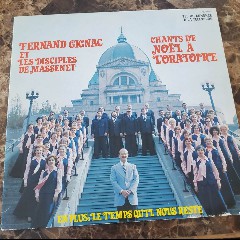 FERNAND GIGNAC
ET
LES DISCIPLES
DE MASSENET
CHANTS DE
NOËL À
L'ORATOIRE
EN PLUS: LE TEMPS QU'IL NOUS RESTE